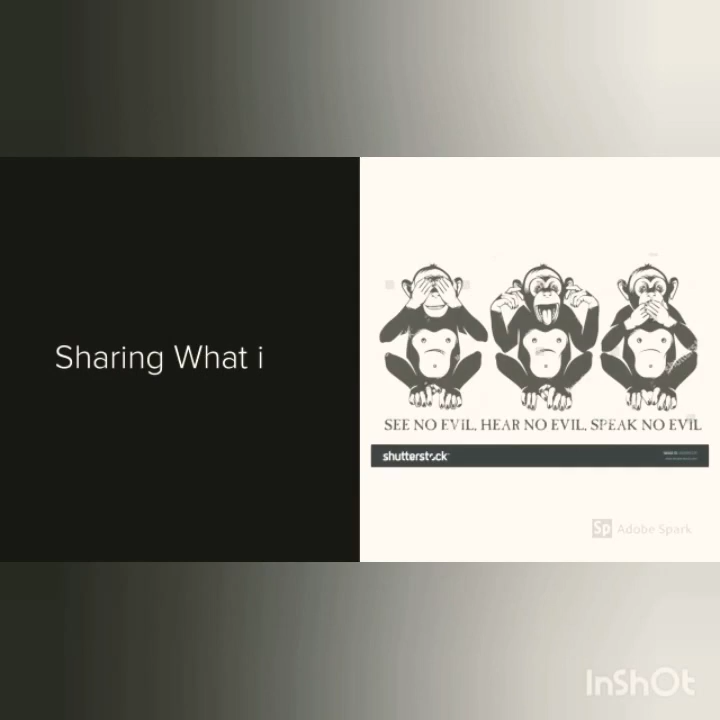 Sharing What i
SEE NO EVIL, HEAR NO EVIL, SPEAK NO EVIL
shutterstock
Sp Adobe Spark
InShOt